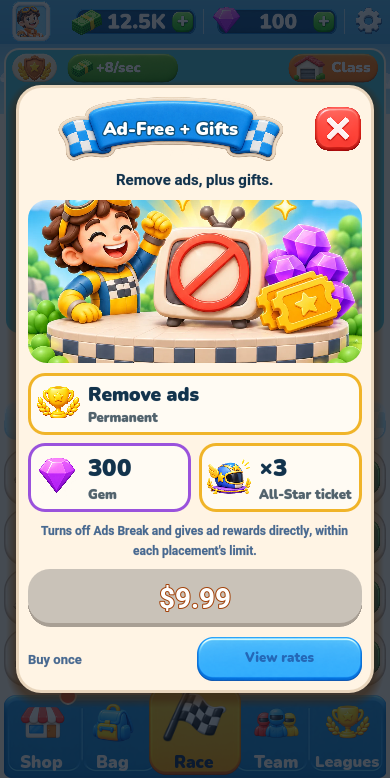 12.5K
100
+8/sec
Class
Ad-Free + Gifts
Remove ads, plus gifts.
Remove ads
Permanent
300
Gem
×3
All-Star ticket
Turns off Ads Break and gives ad rewards directly, within
each placement's limit.
$9.99
Buy once
View rates
Shop
Bag
Race
Team
Leagues